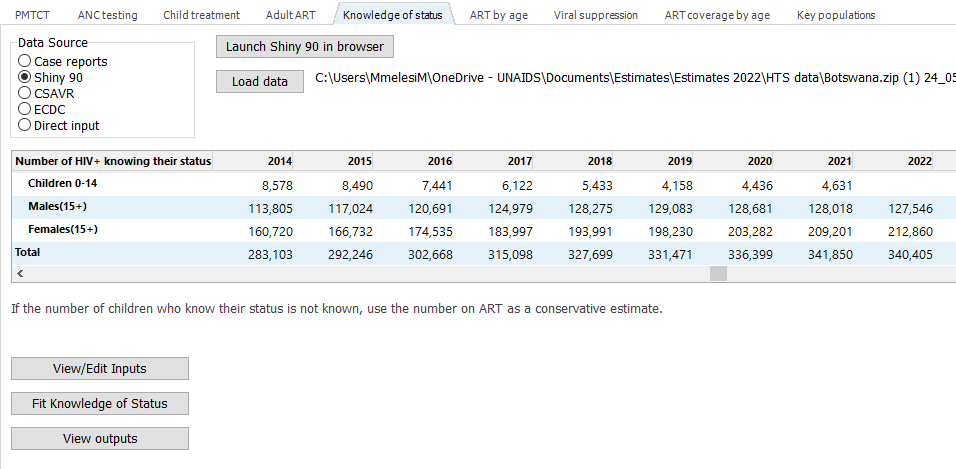 PMTCT ANC testing Child treatment Adult ART Knowledge of status ART by age Viral suppression ART coverage by age Key populations
Data Source
Case reports
Shiny 90
CSAVR
ECDC
Direct input
Launch Shiny 90 in browser
Load data C:\Users\MmelesiM\OneDrive - UNAIDS\Documents\Estimates\Estimates 2022\HTS data\Botswana.zip (1) 24_05
Number of HIV+ knowing their status 2014 2015 2016 2017 2018 2019 2020 2021 2022
Children 0-14 8,578 8,490 7,441 6,122 5,433 4,158 4,436 4,631
Males(15+) 113,805 117,024 120,691 124,979 128,275 129,083 128,681 128,018 127,546
Females(15+) 160,720 166,732 174,535 183,997 193,991 198,230 203,282 209,201 212,860
Total 283,103 292,246 302,668 315,098 327,699 331,471 336,399 341,850 340,405
If the number of children who know their status is not known, use the number on ART as a conservative estimate.
View/Edit Inputs
Fit Knowledge of Status
View outputs